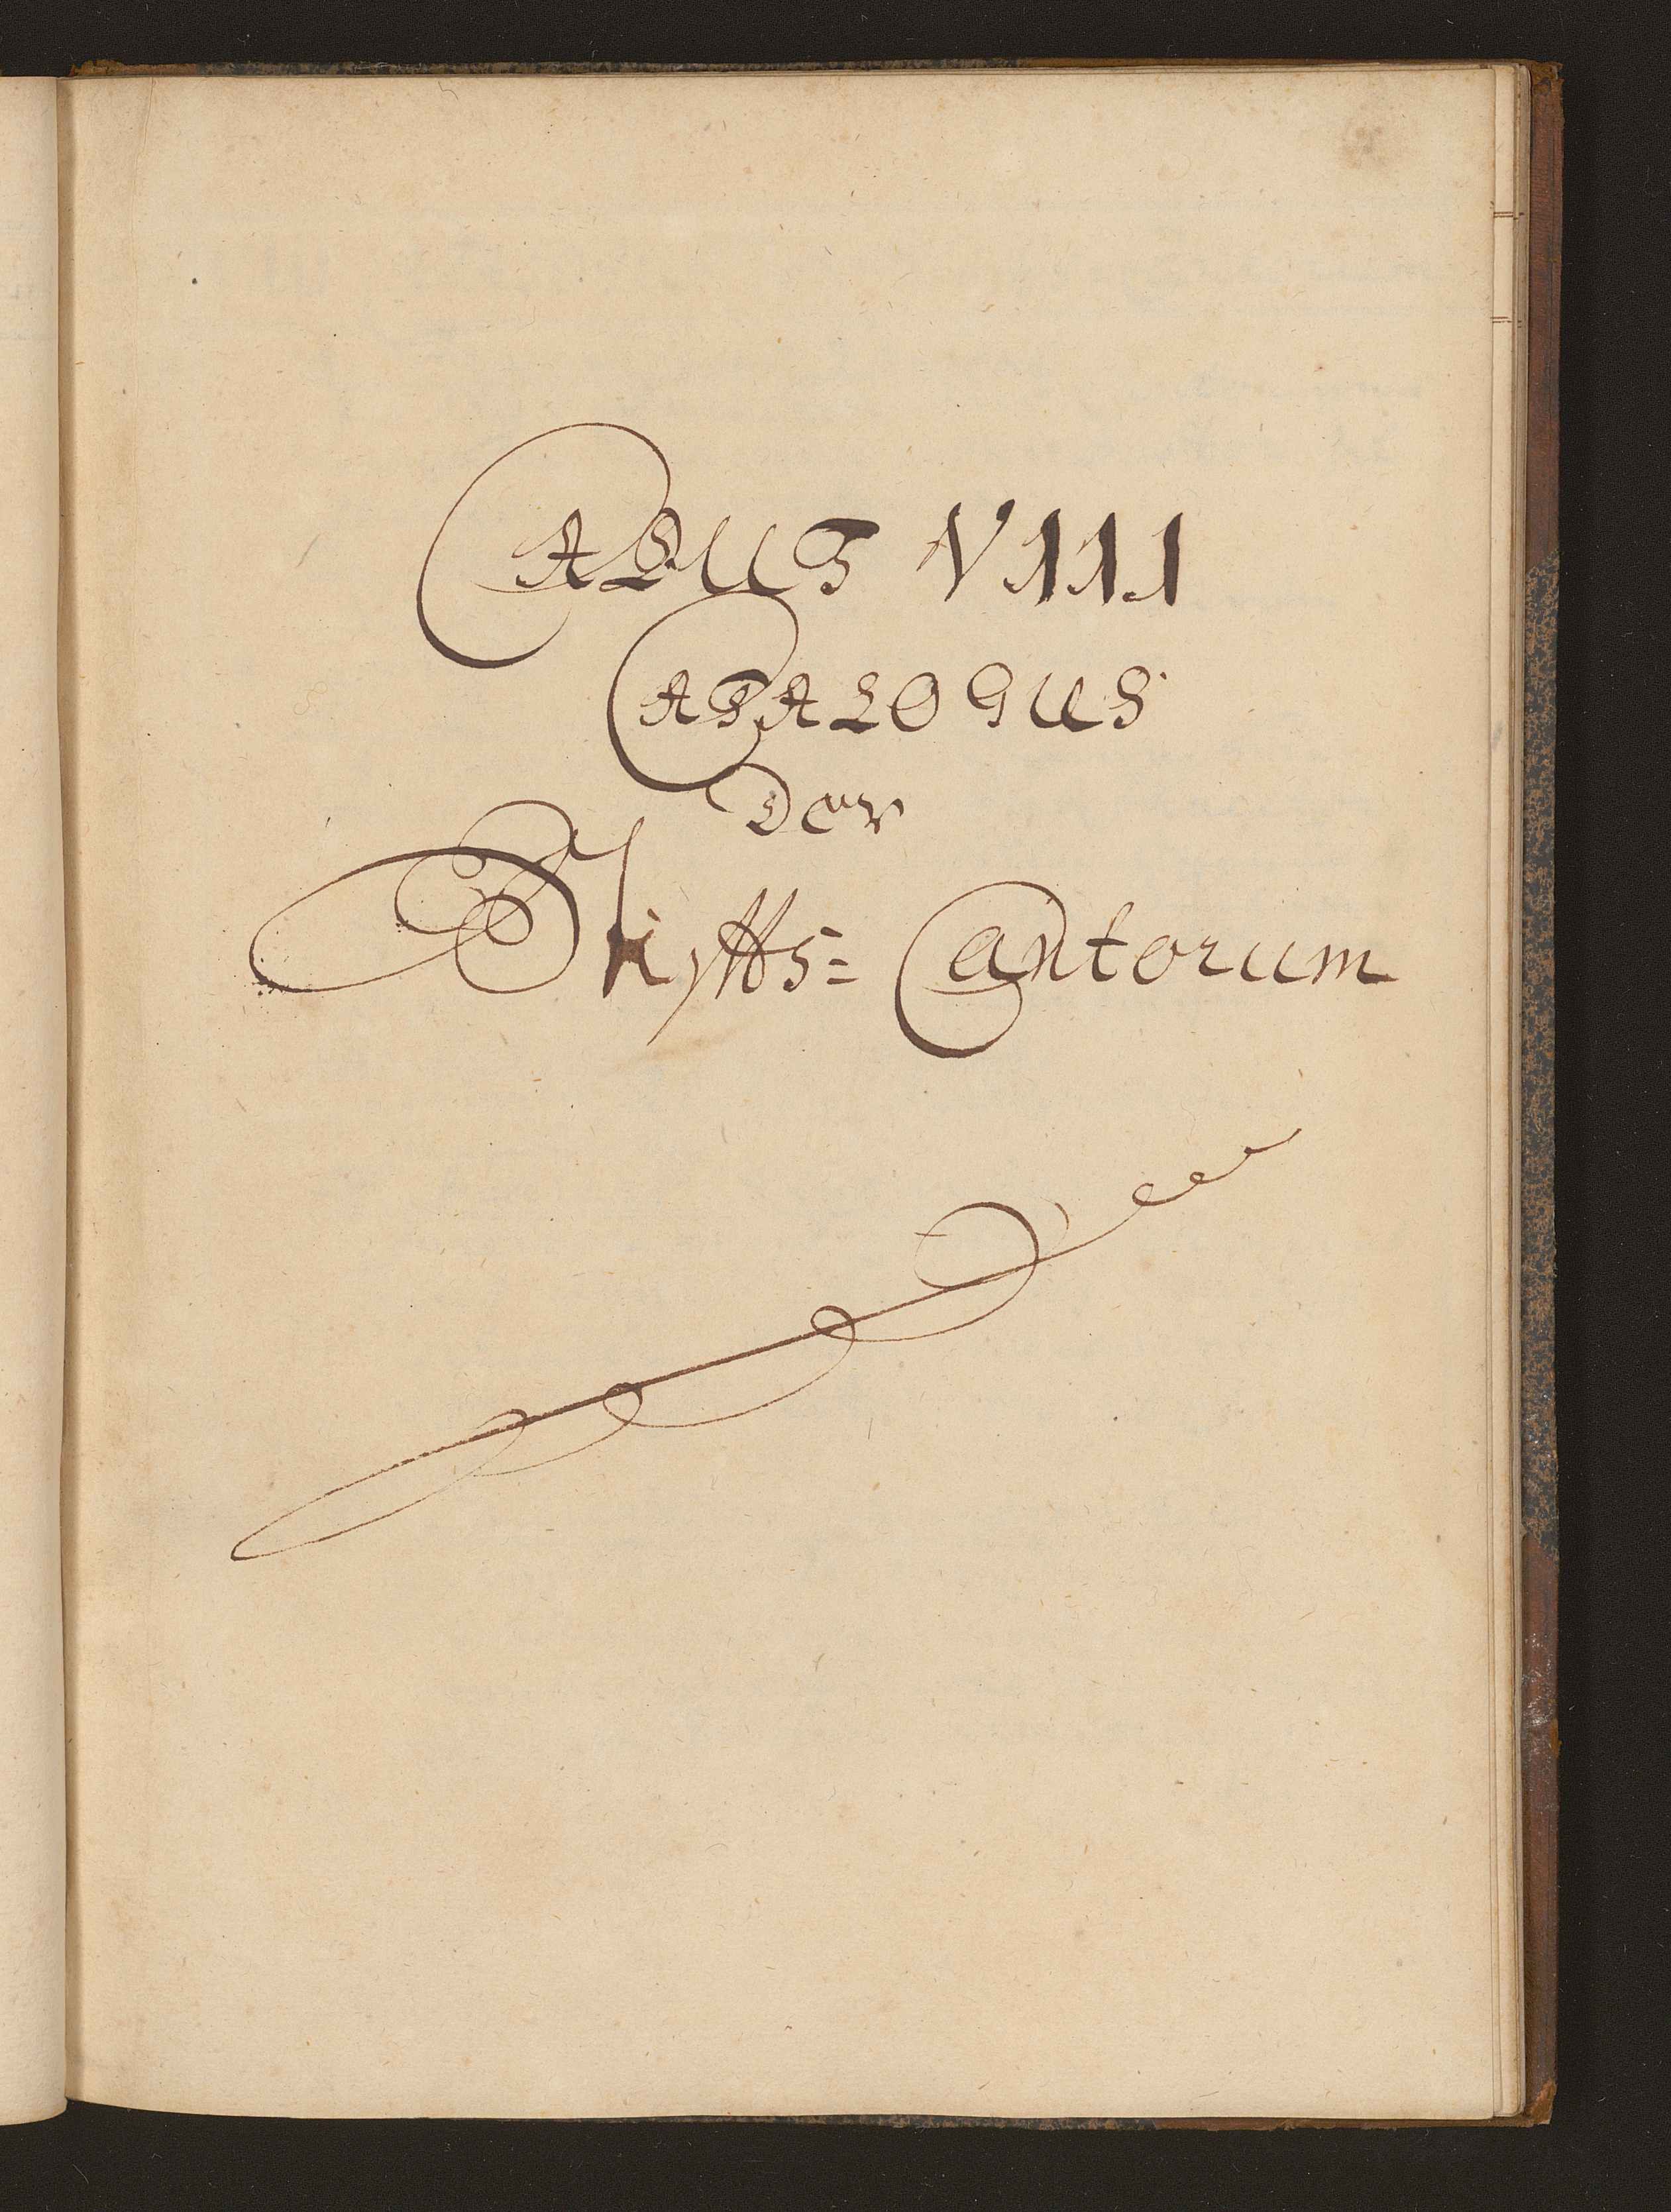 CAPUT VIII
CATALOGUS
Der
Stiffts= Cantorum